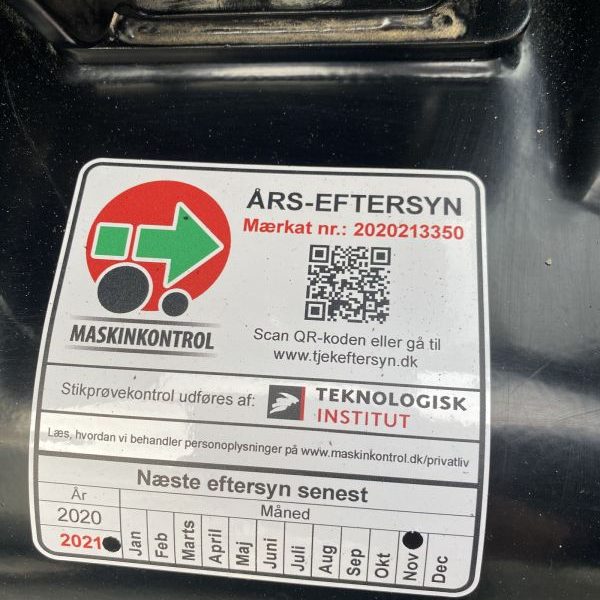 ÅRS-EFTERSYN
Mærkat nr.: 2020213350
MASKINKONTROL
Scan QR-koden eller gå til
www.tjekeftersyn.dk
Stikprøvekontrol udføres af:
TEKNOLOGISK
INSTITUT
Læs, hvordan vi behandler personoplysninger på www.maskinkontrol.dk/privatliv
Næste eftersyn senest
År
Måned
2020
2021
Jan
Feb
Marts
April
Maj
Juni
Juli
Aug
Sep
Okt
Nov
Dec